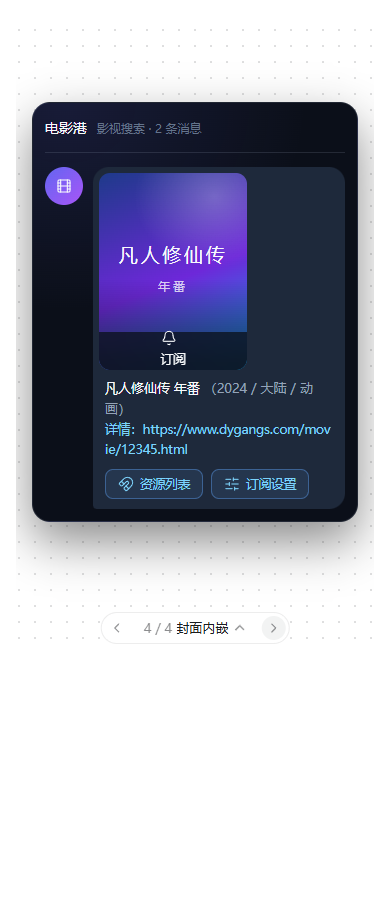 电影港 影视搜索 · 2 条消息
凡人修仙传
年番
订阅
凡人修仙传 年番 （2024 / 大陆 / 动
画）
详情：https://www.dygangs.com/mov
ie/12345.html
资源列表 订阅设置
4 / 4 封面内嵌